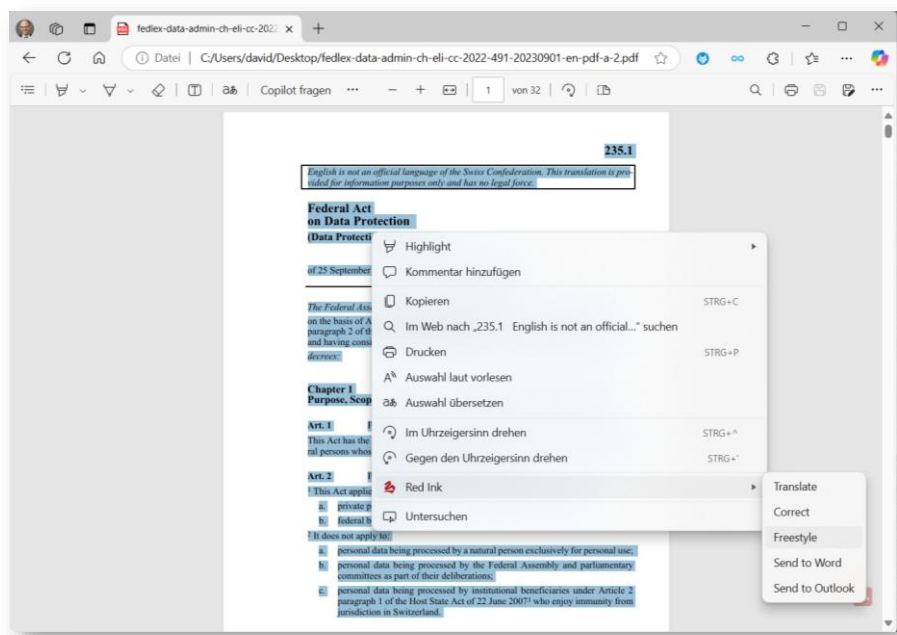 fedlex-data-admin-ch-eli-cc-2022
Datei
C:/Users/david/Desktop/fedlex-data-admin-ch-eli-cc-2022-491-20230901-en-pdf-a-2.pdf
Copilot fragen
1
von 32
235.1
English is not an official language of the Swiss Confederation. This translation is pro-
vided for information purposes only and has no legal force.
Federal Act
on Data Protection
(Data Protecti
of 25 September
The Federal Ass
on the basis of A
paragraph 2 of th
and having consi
decrees:
Chapter 1
Purpose, Scop
Art. 1
This Act has the
ral persons whos
Art. 2
1 This Act applie
a. private p
b. federal b
2 It does not apply to:
a. personal data being processed by a natural person exclusively for personal use;
b. personal data being processed by the Federal Assembly and parliamentary
committees as part of their deliberations;
c. personal data being processed by institutional beneficiaries under Article 2
paragraph 1 of the Host State Act of 22 June 2007³ who enjoy immunity from
jurisdiction in Switzerland.
Highlight
Kommentar hinzufügen
Kopieren STRG+C
Im Web nach „235.1 English is not an official..." suchen
Drucken STRG+P
Auswahl laut vorlesen
Auswahl übersetzen
Im Uhrzeigersinn drehen STRG+^
Gegen den Uhrzeigersinn drehen STRG+'
Red Ink
Untersuchen
Translate
Correct
Freestyle
Send to Word
Send to Outlook